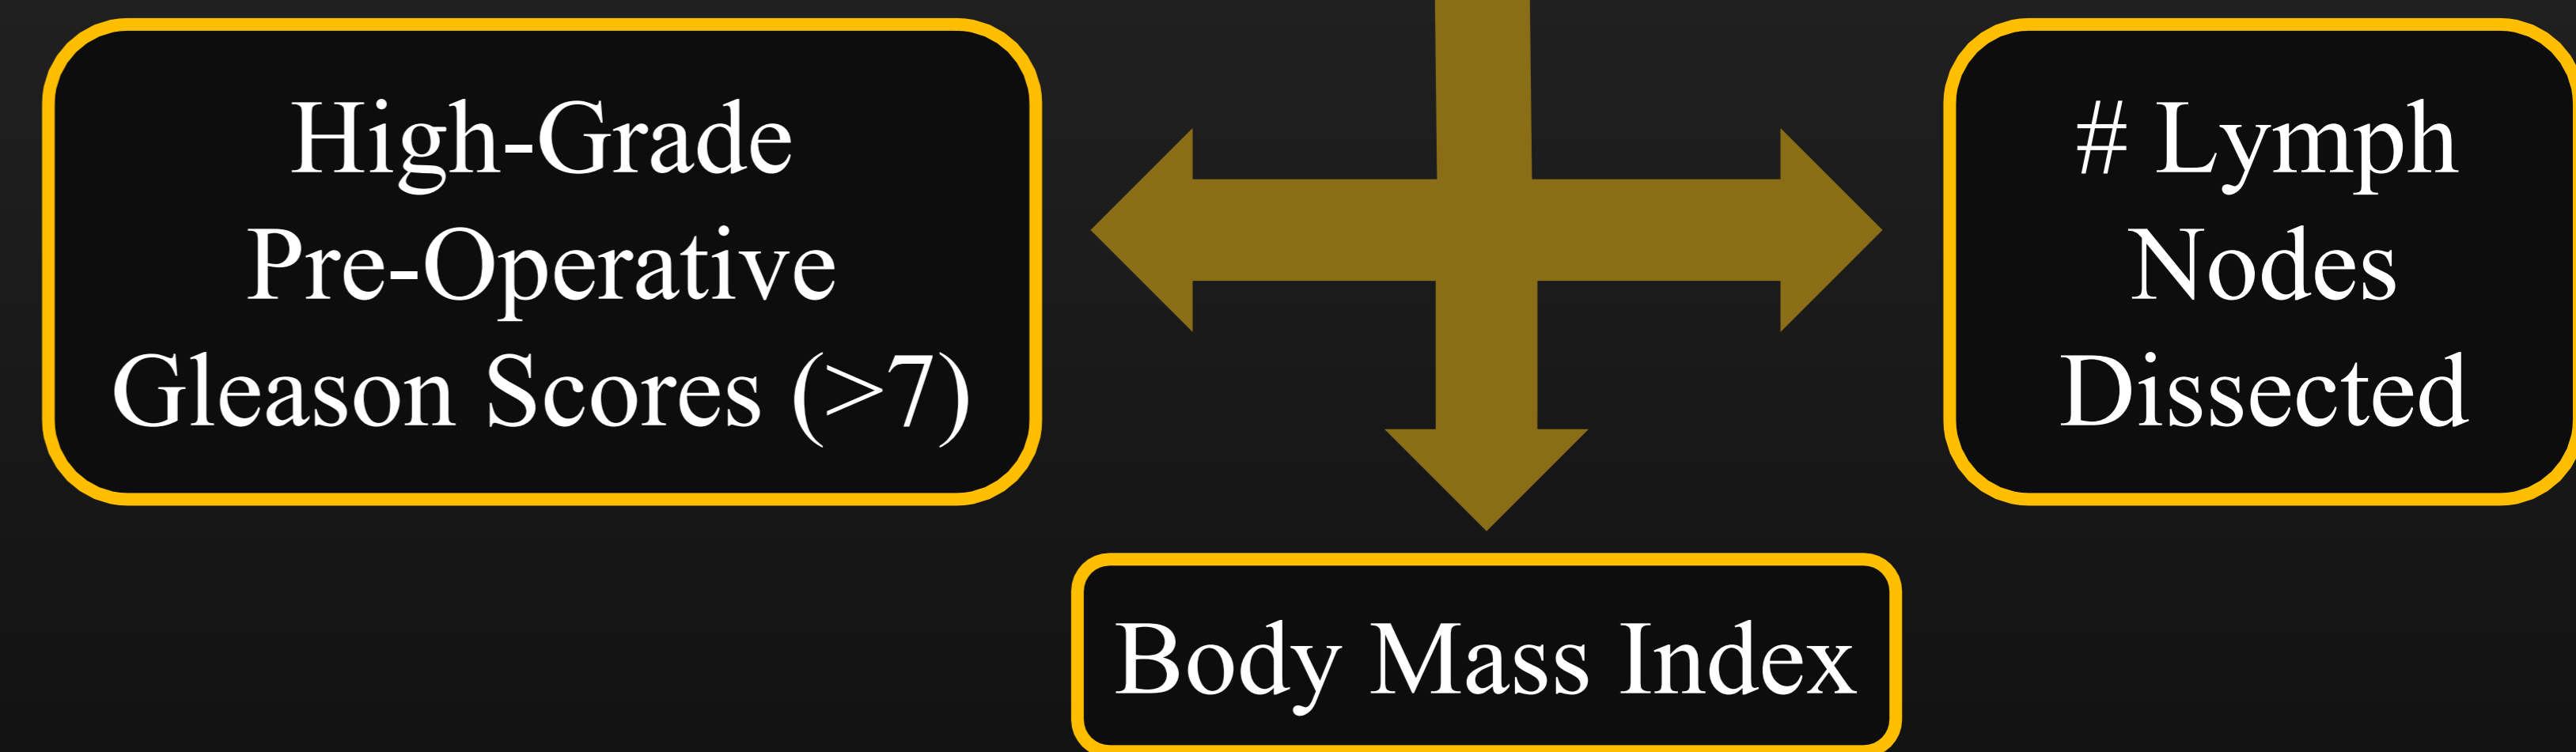 High-Grade
Pre-Operative
Gleason Scores (>7)
# Lymph
Nodes
Dissected
Body Mass Index